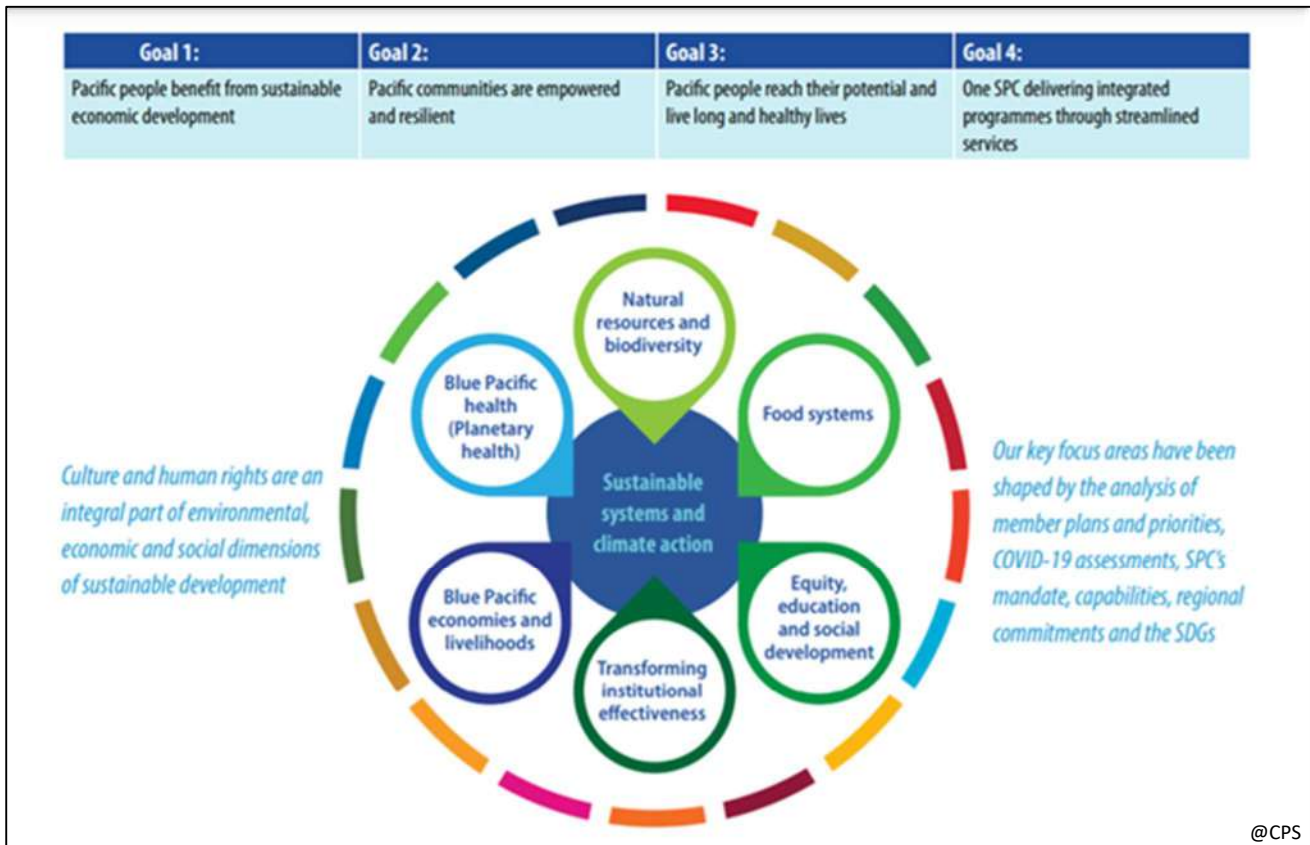 Goal 1:
Goal 2:
Goal 3:
Goal 4:
Pacific people benefit from sustainable
economic development
Pacific communities are empowered
and resilient
Pacific people reach their potential and
live long and healthy lives
One SPC delivering integrated
programmes through streamlined
services
Natural
resources and
biodiversity
Blue Pacific
health
(Planetary
health)
Food systems
Culture and human rights are an
integral part of environmental,
economic and social dimensions
of sustainable development
Sustainable
systems and
climate action
Our key focus areas have been
shaped by the analysis of
member plans and priorities,
COVID-19 assessments, SPC's
mandate, capabilities, regional
commitments and the SDGs
Blue Pacific
economies and
livelihoods
Equity,
education
and social
development
Transforming
institutional
effectiveness
@CPS